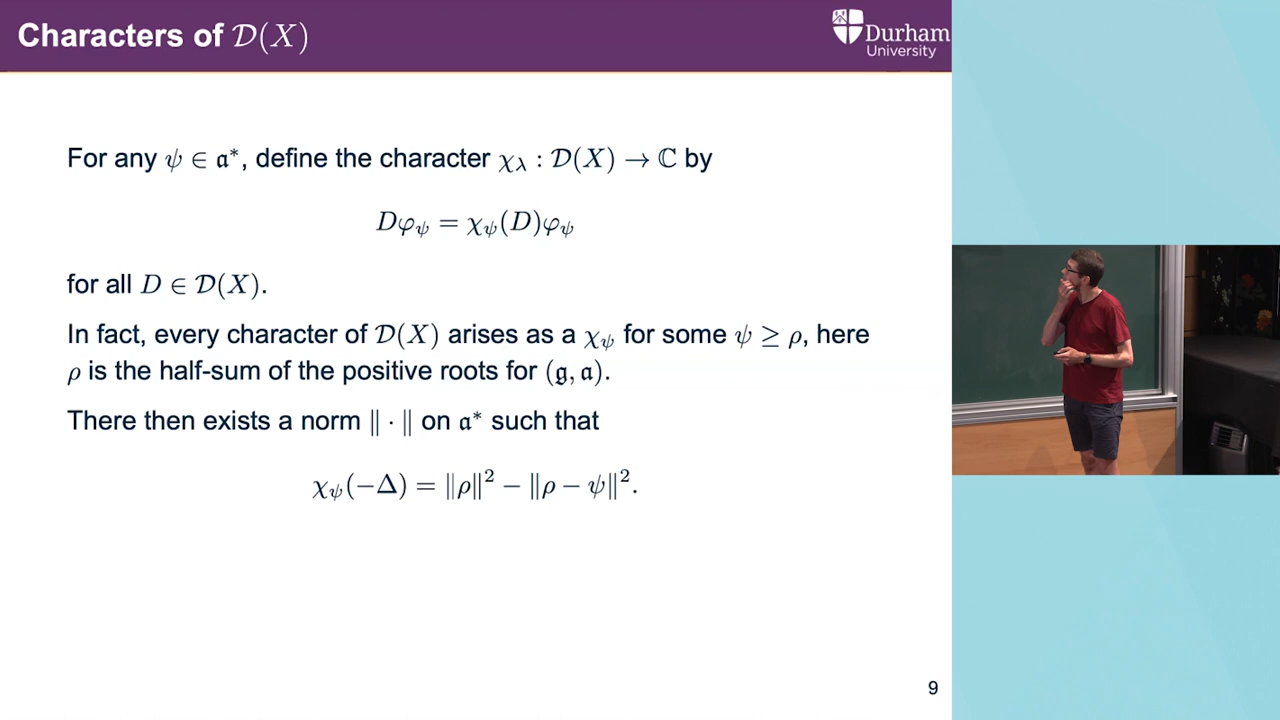 Characters of 𝒟(X)
Durham
University
For any ψ ∈ 𝔞*, define the character χ_λ : 𝒟(X) → ℂ by
Dφ_ψ = χ_ψ(D)φ_ψ
for all D ∈ 𝒟(X).
In fact, every character of 𝒟(X) arises as a χ_ψ for some ψ ≥ ρ, here
ρ is the half-sum of the positive roots for (𝔤, 𝔞).
There then exists a norm ‖ · ‖ on 𝔞* such that
χ_ψ(−Δ) = ‖ρ‖² − ‖ρ − ψ‖².
9